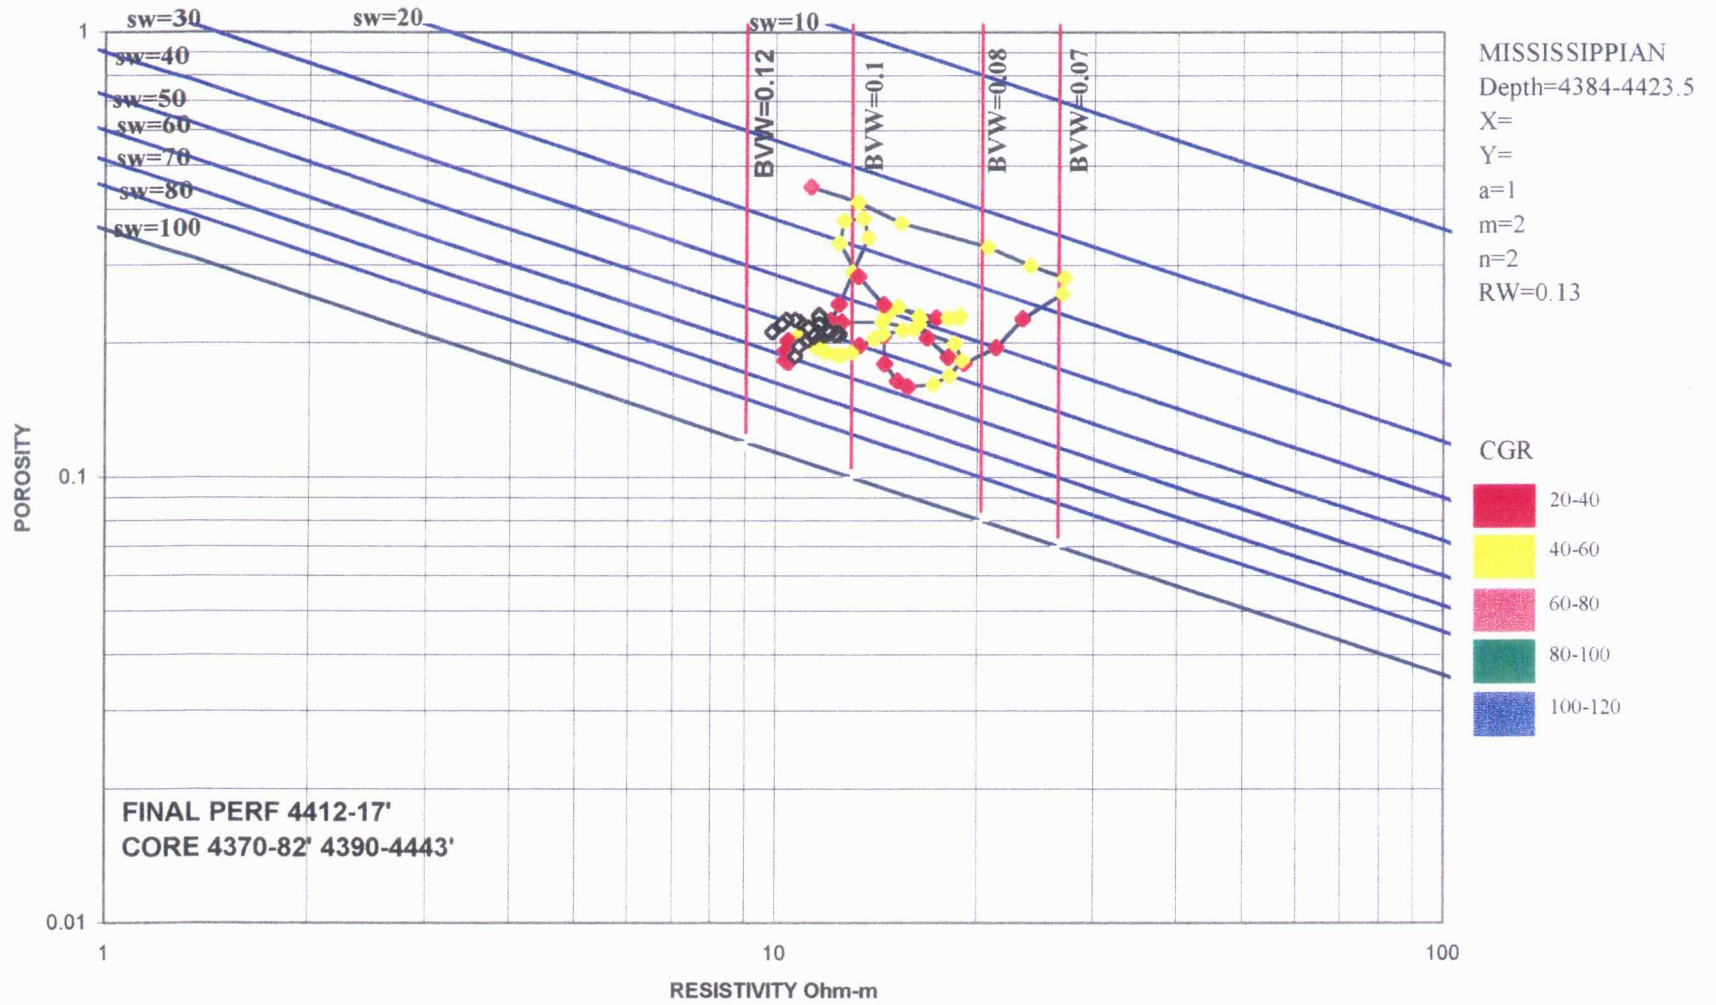 sw=30
sw=20
sw=10
sw=40
sw=50
sw=60
sw=70
sw=80
sw=100
BVW=0.12
BVW=0.1
BVW=0.08
BVW=0.07
1
0.1
0.01
POROSITY
1
10
100
RESISTIVITY Ohm-m
FINAL PERF 4412-17'
CORE 4370-82' 4390-4443'
MISSISSIPPIAN
Depth=4384-4423.5
X=
Y=
a=1
m=2
n=2
RW=0.13
CGR
20-40
40-60
60-80
80-100
100-120